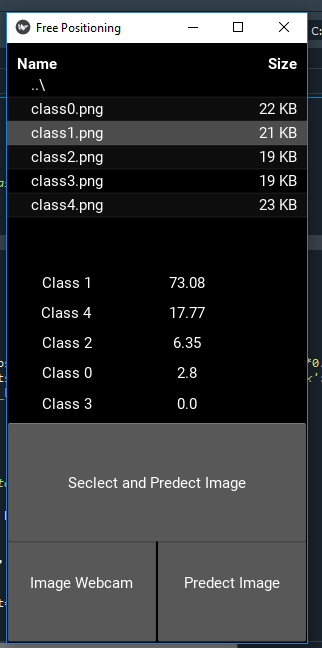 Free Positioning
C:
Name Size
..\
class0.png 22 KB
class1.png 21 KB
class2.png 19 KB
class3.png 19 KB
class4.png 23 KB
Class 1 73.08
Class 4 17.77
Class 2 6.35
Class 0 2.8
Class 3 0.0
Seclect and Predect Image
Image Webcam Predect Image